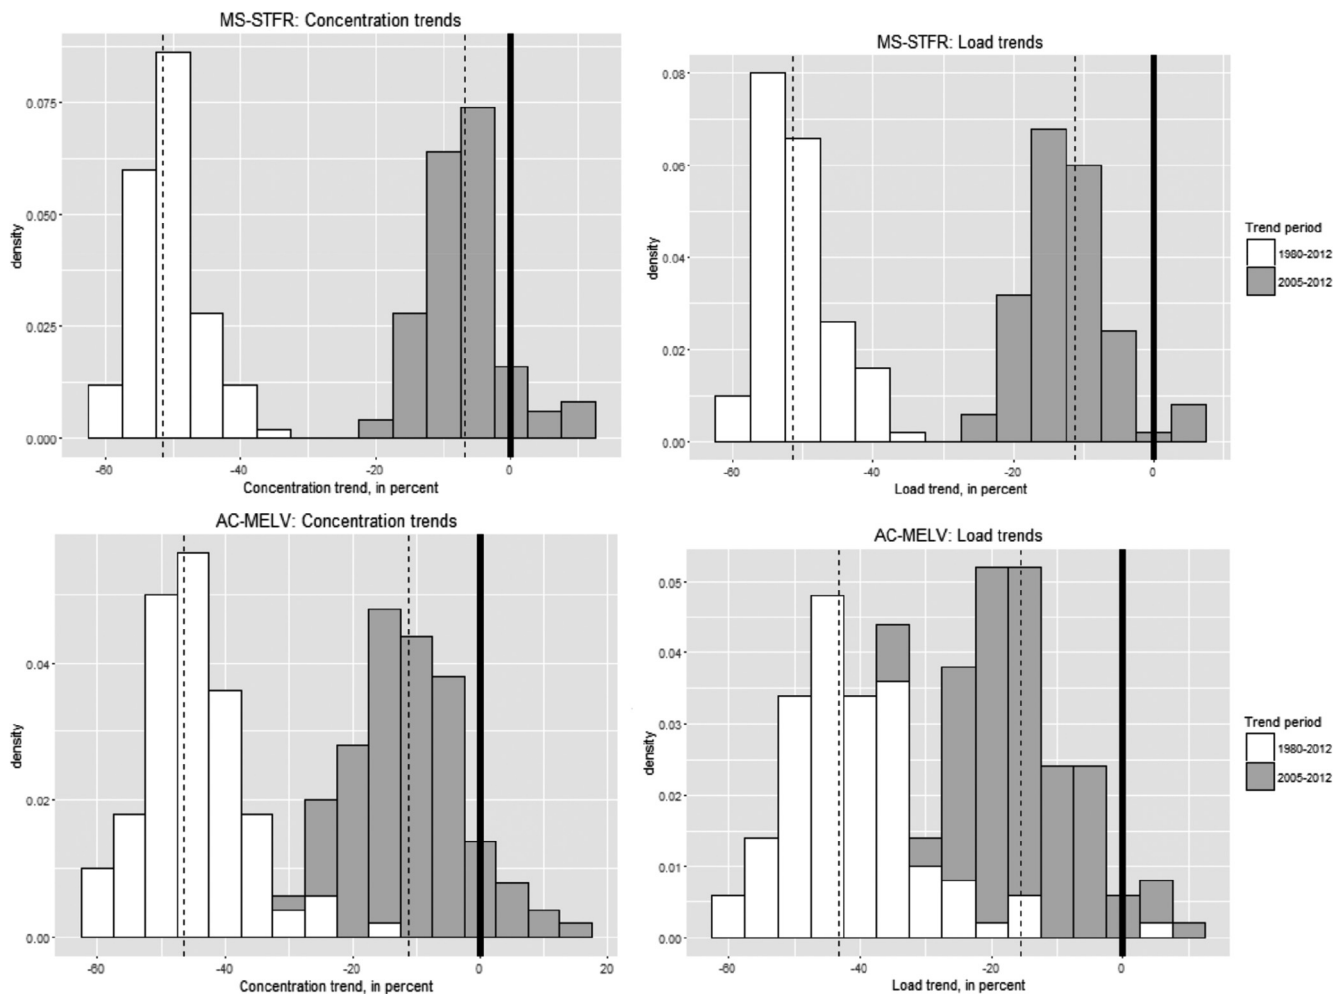 MS-STFR: Concentration trends
0.075
0.050
0.025
0.000
density
-60 -40 -20 0
Concentration trend, in percent
MS-STFR: Load trends
0.08
0.06
0.04
0.02
0.00
density
-60 -40 -20 0
Load trend, in percent
Trend period
1980-2012
2005-2012
AC-MELV: Concentration trends
0.04
0.02
0.00
density
-60 -40 -20 0 20
Concentration trend, in percent
AC-MELV: Load trends
0.05
0.04
0.03
0.02
0.01
0.00
density
-60 -40 -20 0
Load trend, in percent
Trend period
1980-2012
2005-2012